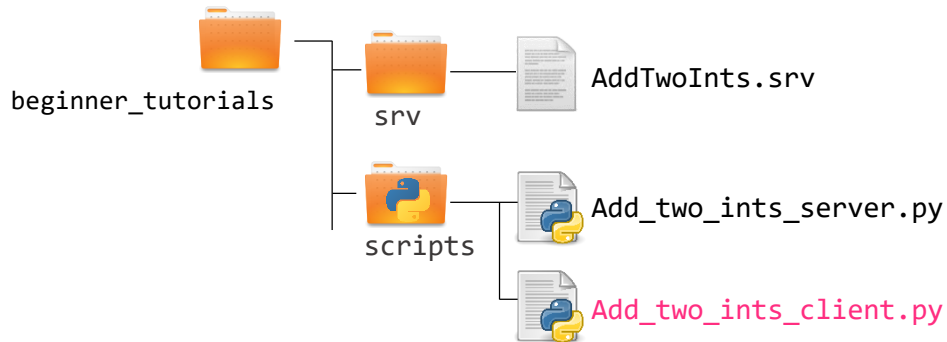 beginner_tutorials
srv
AddTwoInts.srv
scripts
Add_two_ints_server.py
Add_two_ints_client.py